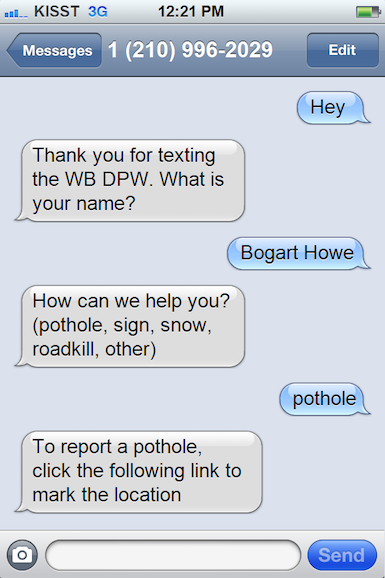 KISST 3G 12:21 PM
Messages 1 (210) 996-2029 Edit
Hey
Thank you for texting
the WB DPW. What is
your name?
Bogart Howe
How can we help you?
(pothole, sign, snow,
roadkill, other)
pothole
To report a pothole,
click the following link to
mark the location
Send